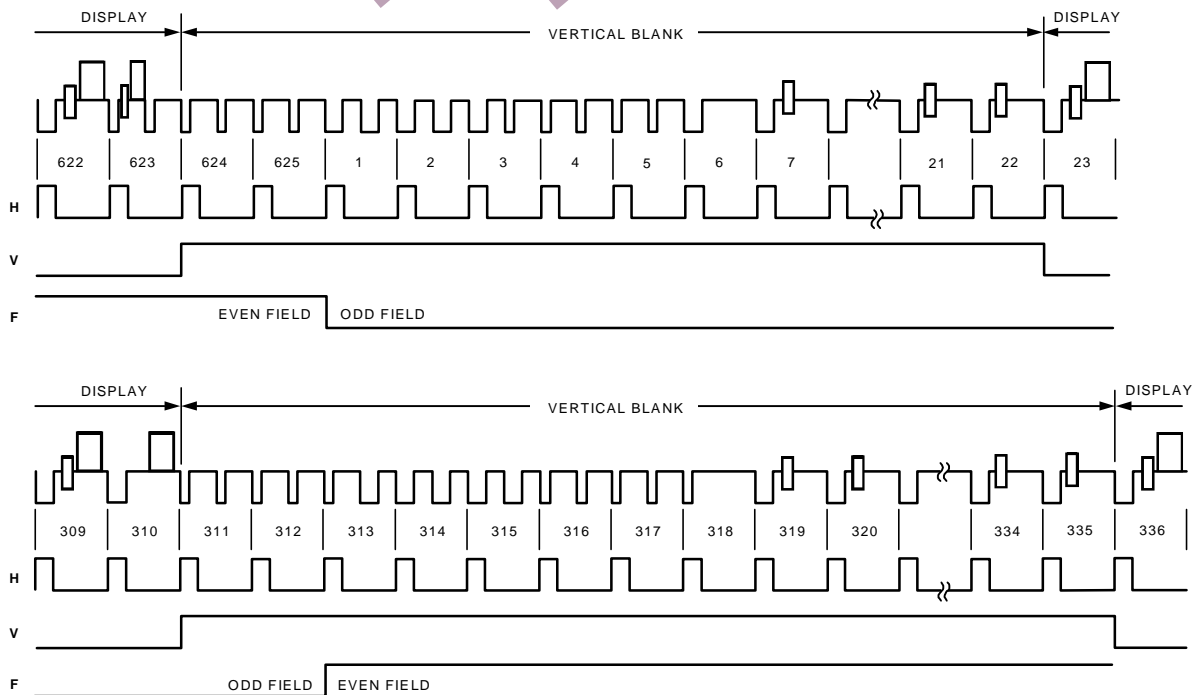 DISPLAY VERTICAL BLANK DISPLAY
622 623 624 625 1 2 3 4 5 6 7 21 22 23
H
V
F EVEN FIELD ODD FIELD
DISPLAY VERTICAL BLANK DISPLAY
309 310 311 312 313 314 315 316 317 318 319 320 334 335 336
H
V
F ODD FIELD EVEN FIELD